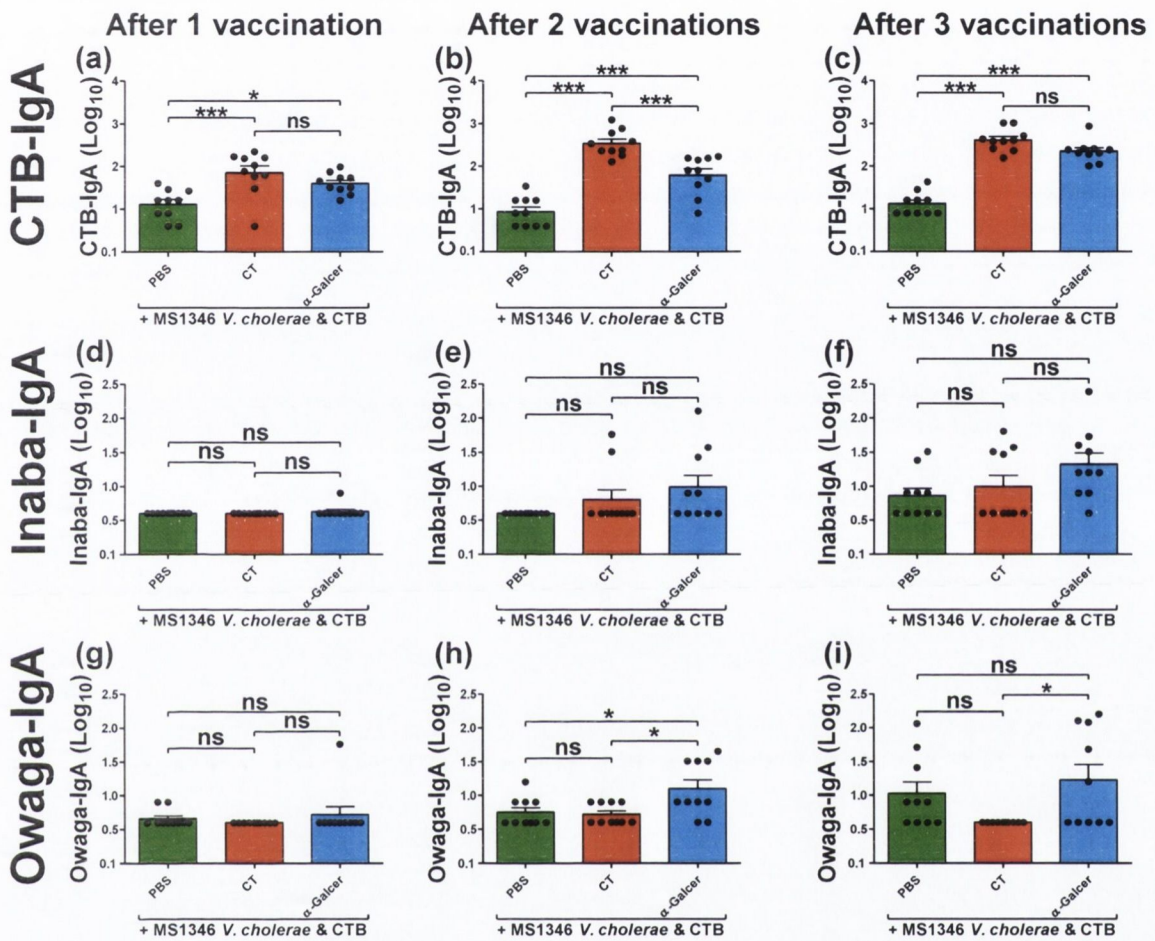 After 1 vaccination
After 2 vaccinations
After 3 vaccinations
CTB-IgA
(a)
CTB-IgA (Log10)
4
3
2
1
0.1
*
***
ns
PBS
CT
α-Galcer
+ MS1346 V. cholerae & CTB
(b)
CTB-IgA (Log10)
4
3
2
1
0.1
***
***
***
PBS
CT
α-Galcer
+ MS1346 V. cholerae & CTB
(c)
CTB-IgA (Log10)
4
3
2
1
0.1
***
***
ns
PBS
CT
α-Galcer
+ MS1346 V. cholerae & CTB
Inaba-IgA
(d)
Inaba-IgA (Log10)
2.5
2.0
1.5
1.0
0.5
0.1
ns
ns
ns
PBS
CT
α-Galcer
+ MS1346 V. cholerae & CTB
(e)
Inaba-IgA (Log10)
2.5
2.0
1.5
1.0
0.5
0.1
ns
ns
ns
PBS
CT
α-Galcer
+ MS1346 V. cholerae & CTB
(f)
Inaba-IgA (Log10)
2.5
2.0
1.5
1.0
0.5
0.1
ns
ns
ns
PBS
CT
α-Galcer
+ MS1346 V. cholerae & CTB
Owaga-IgA
(g)
Owaga-IgA (Log10)
2.5
2.0
1.5
1.0
0.5
0.1
ns
ns
ns
PBS
CT
α-Galcer
+ MS1346 V. cholerae & CTB
(h)
Owaga-IgA (Log10)
2.5
2.0
1.5
1.0
0.5
0.1
*
*
ns
PBS
CT
α-Galcer
+ MS1346 V. cholerae & CTB
(i)
Owaga-IgA (Log10)
2.5
2.0
1.5
1.0
0.5
0.1
ns
*
ns
PBS
CT
α-Galcer
+ MS1346 V. cholerae & CTB